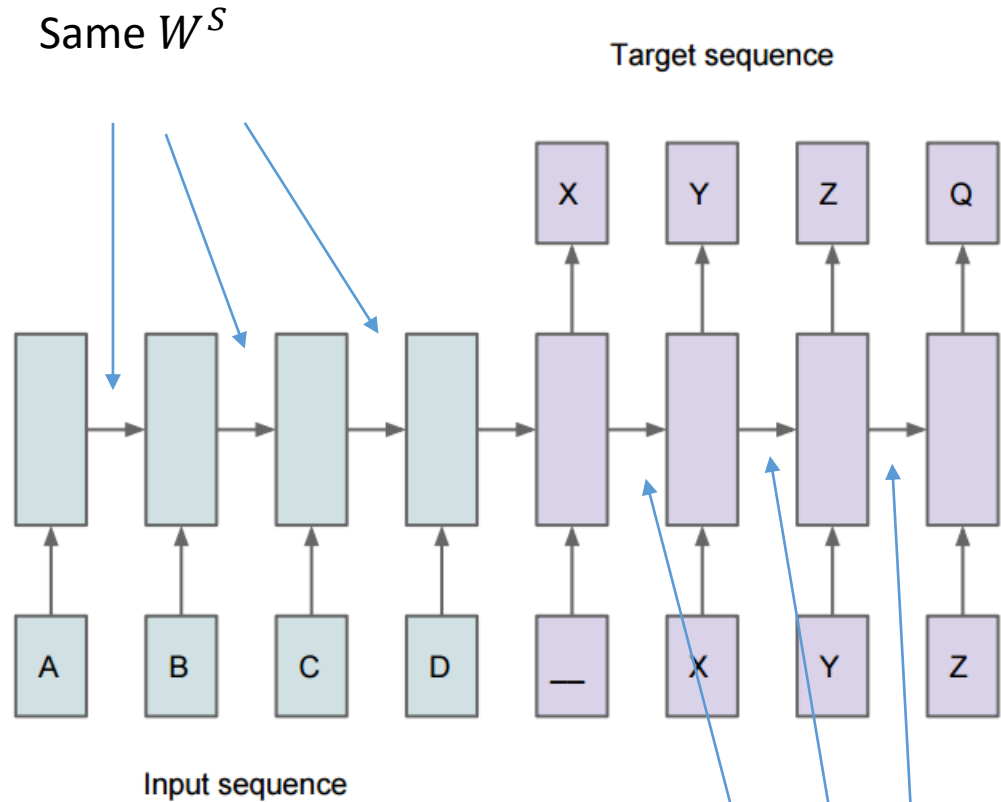 Same W^S
Target sequence
X Y Z Q
A B C D __ X Y Z
Input sequence